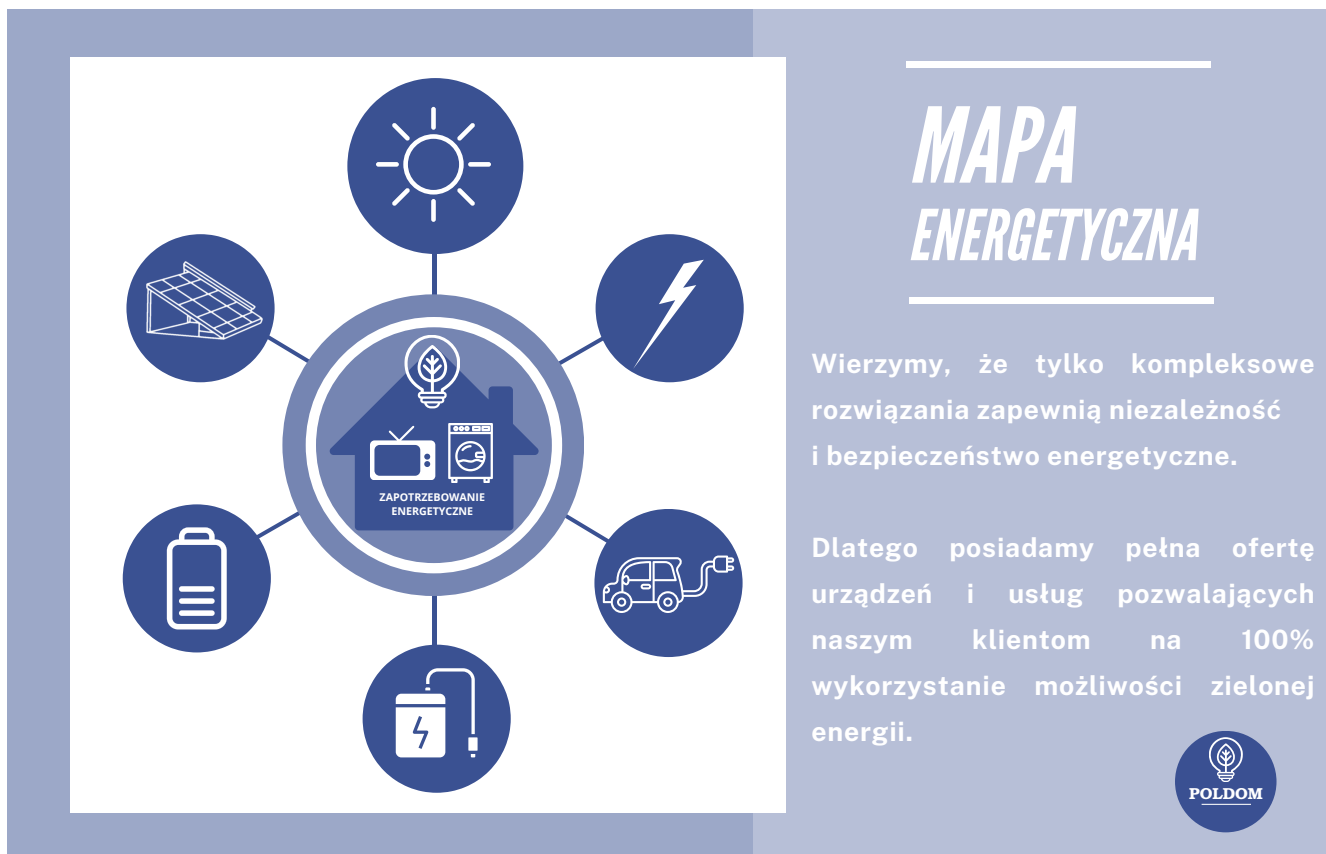 MAPA
ENERGETYCZNA
Wierzymy, że tylko kompleksowe
rozwiązania zapewnią niezależność
i bezpieczeństwo energetyczne.
Dlatego posiadamy pełna ofertę
urządzeń i usług pozwalających
naszym klientom na 100%
wykorzystanie możliwości zielonej
energii.
ZAPOTRZEBOWANIE
ENERGETYCZNE
POLDOM